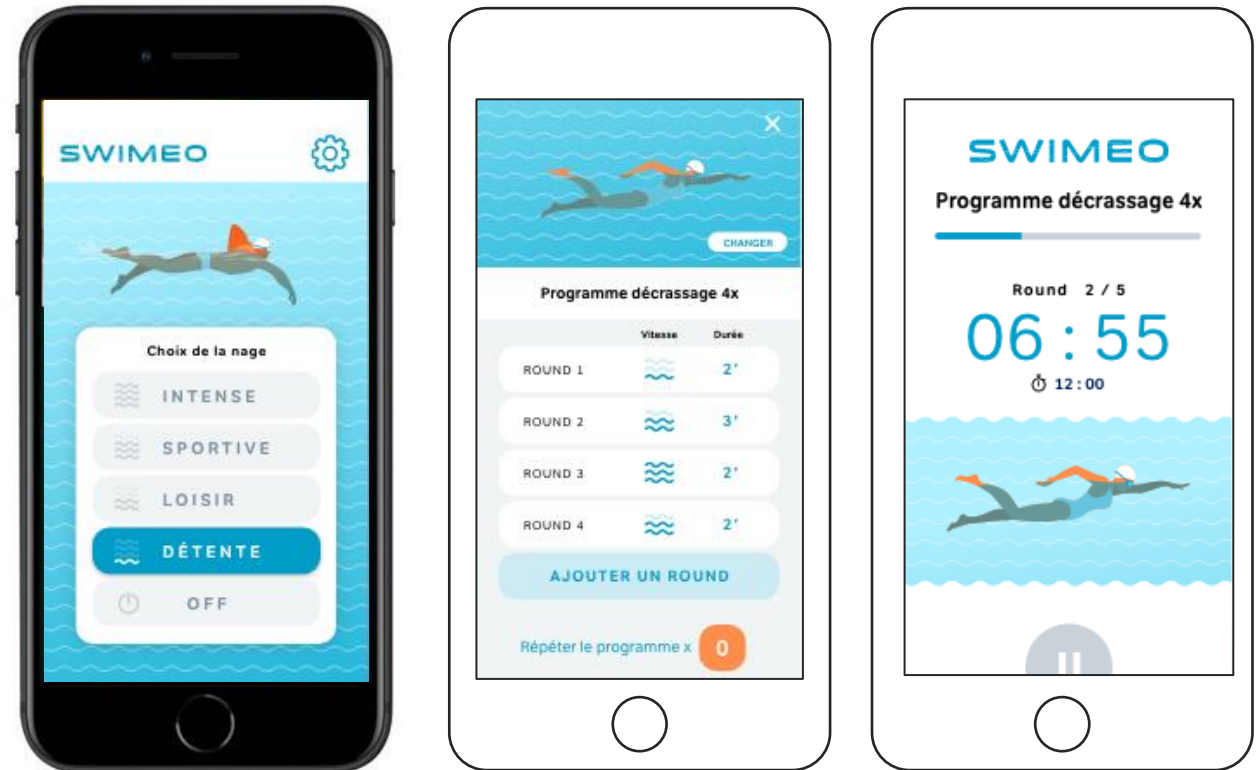 SWIMEO
Choix de la nage
INTENSE
SPORTIVE
LOISIR
DÉTENTE
OFF
CHANGER
Programme décrassage 4x
Vitesse Durée
ROUND 1 2'
ROUND 2 3'
ROUND 3 2'
ROUND 4 2'
AJOUTER UN ROUND
Répéter le programme x 0
SWIMEO
Programme décrassage 4x
Round 2 / 5
06 : 55
12 : 00